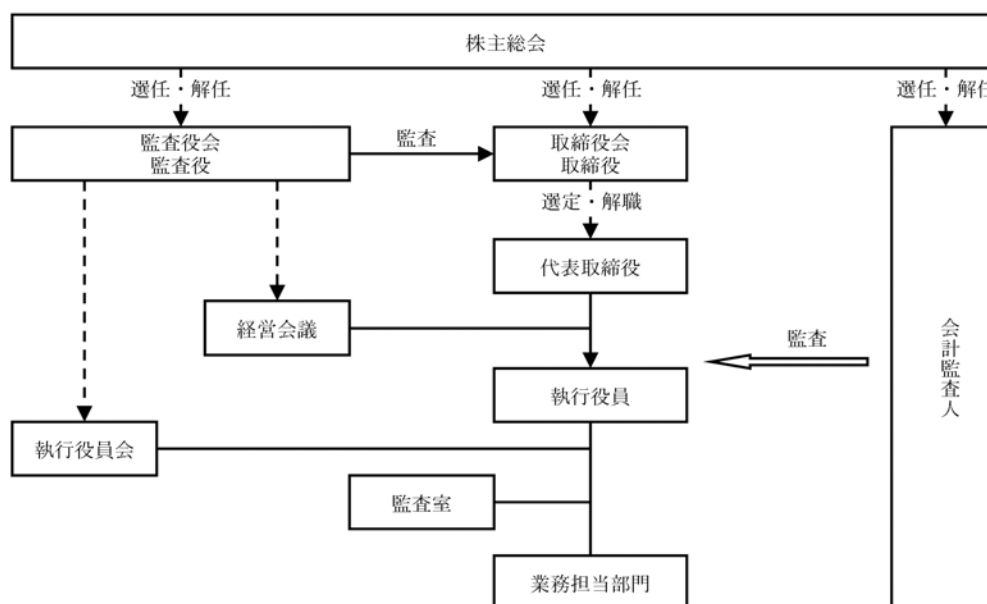 株主総会
選任・解任
選任・解任
選任・解任
監査役会
監査役
監査
取締役会
取締役
選定・解職
代表取締役
経営会議
監査
会計監査人
執行役員
執行役員会
監査室
業務担当部門